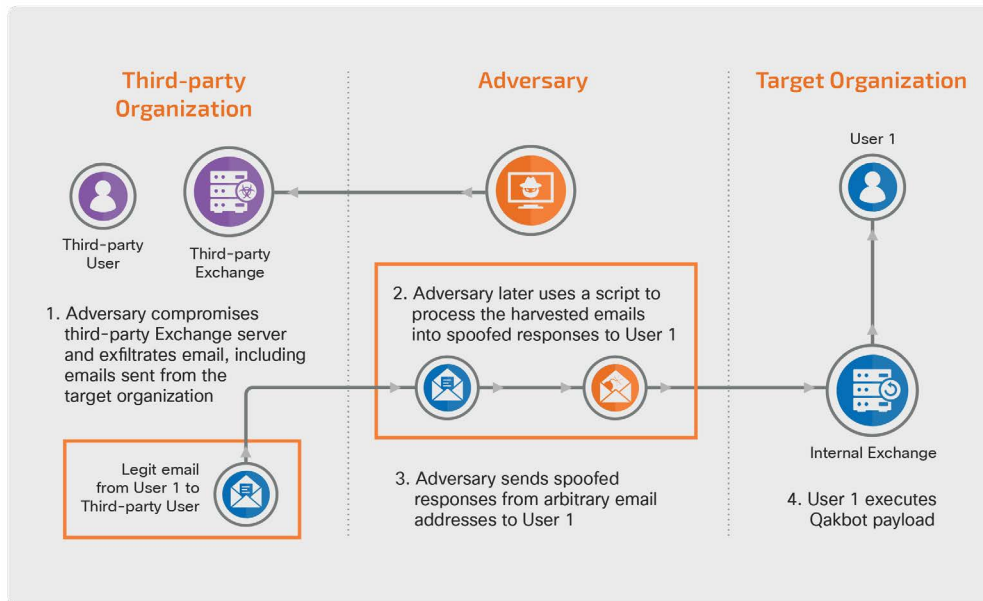 Third-party
Organization
Adversary
Target Organization
User 1
Third-party
User
Third-party
Exchange
1. Adversary compromises
third-party Exchange server
and exfiltrates email, including
emails sent from the
target organization
2. Adversary later uses a script to
process the harvested emails
into spoofed responses to User 1
Legit email
from User 1 to
Third-party User
Internal Exchange
3. Adversary sends spoofed
responses from arbitrary email
addresses to User 1
4. User 1 executes
Qakbot payload